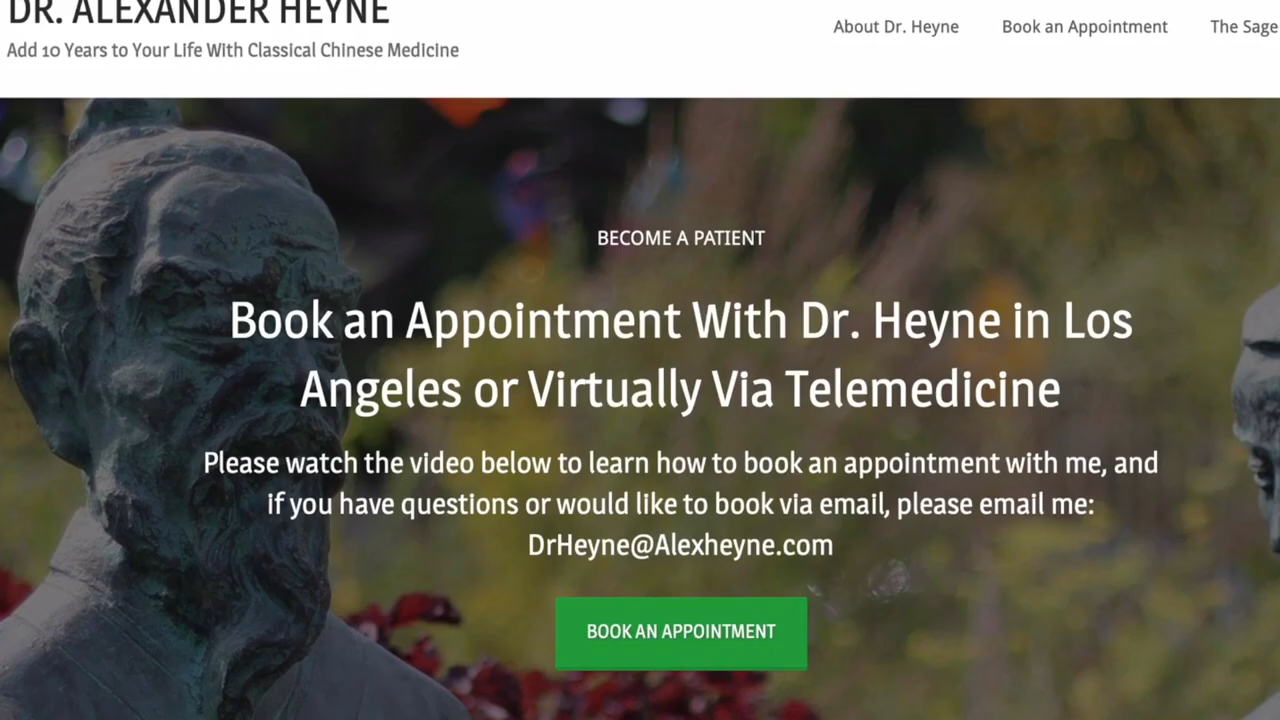 DR. ALEXANDER HEYNE
Add 10 Years to Your Life With Classical Chinese Medicine
About Dr. Heyne
Book an Appointment
The Sage
BECOME A PATIENT
Book an Appointment With Dr. Heyne in Los
Angeles or Virtually Via Telemedicine
Please watch the video below to learn how to book an appointment with me, and
if you have questions or would like to book via email, please email me:
DrHeyne@Alexheyne.com
BOOK AN APPOINTMENT